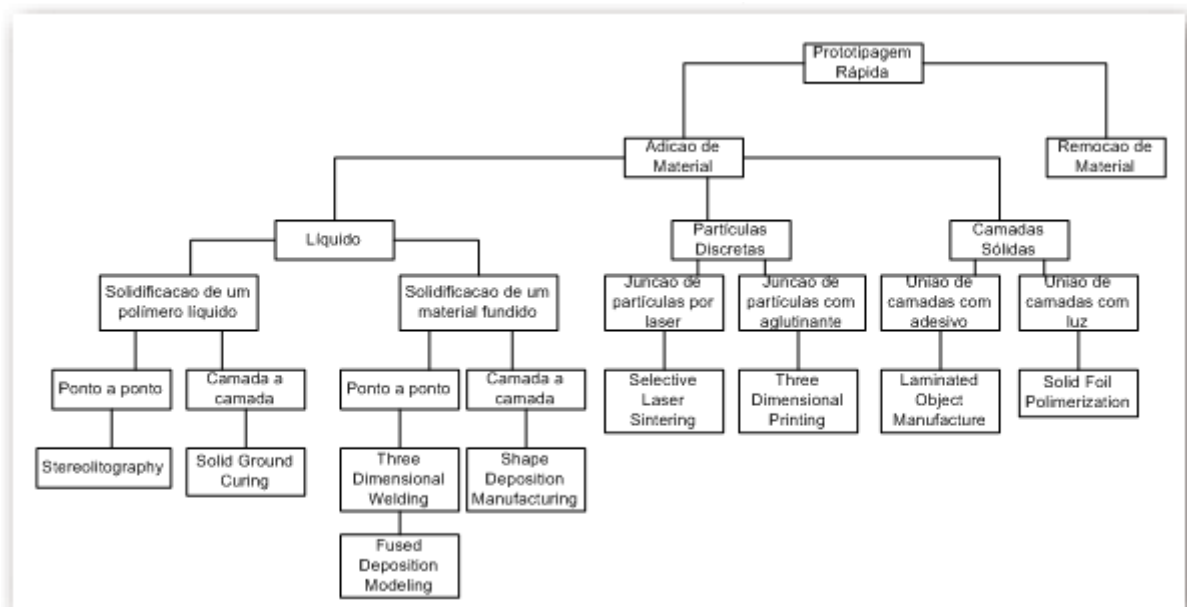 Prototipagem
Rápida
Adicao de
Material
Remocao de
Material
Líquido
Partículas
Discretas
Camadas
Sólidas
Solidificacao de um
polímero líquido
Solidificacao de um
material fundido
Juncao de
partículas por
laser
Juncao de
partículas com
aglutinante
Uniao de
camadas com
adesivo
Uniao de
camadas com
luz
Ponto a ponto
Camada a
camada
Ponto a ponto
Camada a
camada
Selective
Laser
Sintering
Three
Dimensional
Printing
Laminated
Object
Manufacture
Solid Foil
Polimerization
Stereolitography
Solid Ground
Curing
Three
Dimensional
Welding
Shape
Deposition
Manufacturing
Fused
Deposition
Modeling